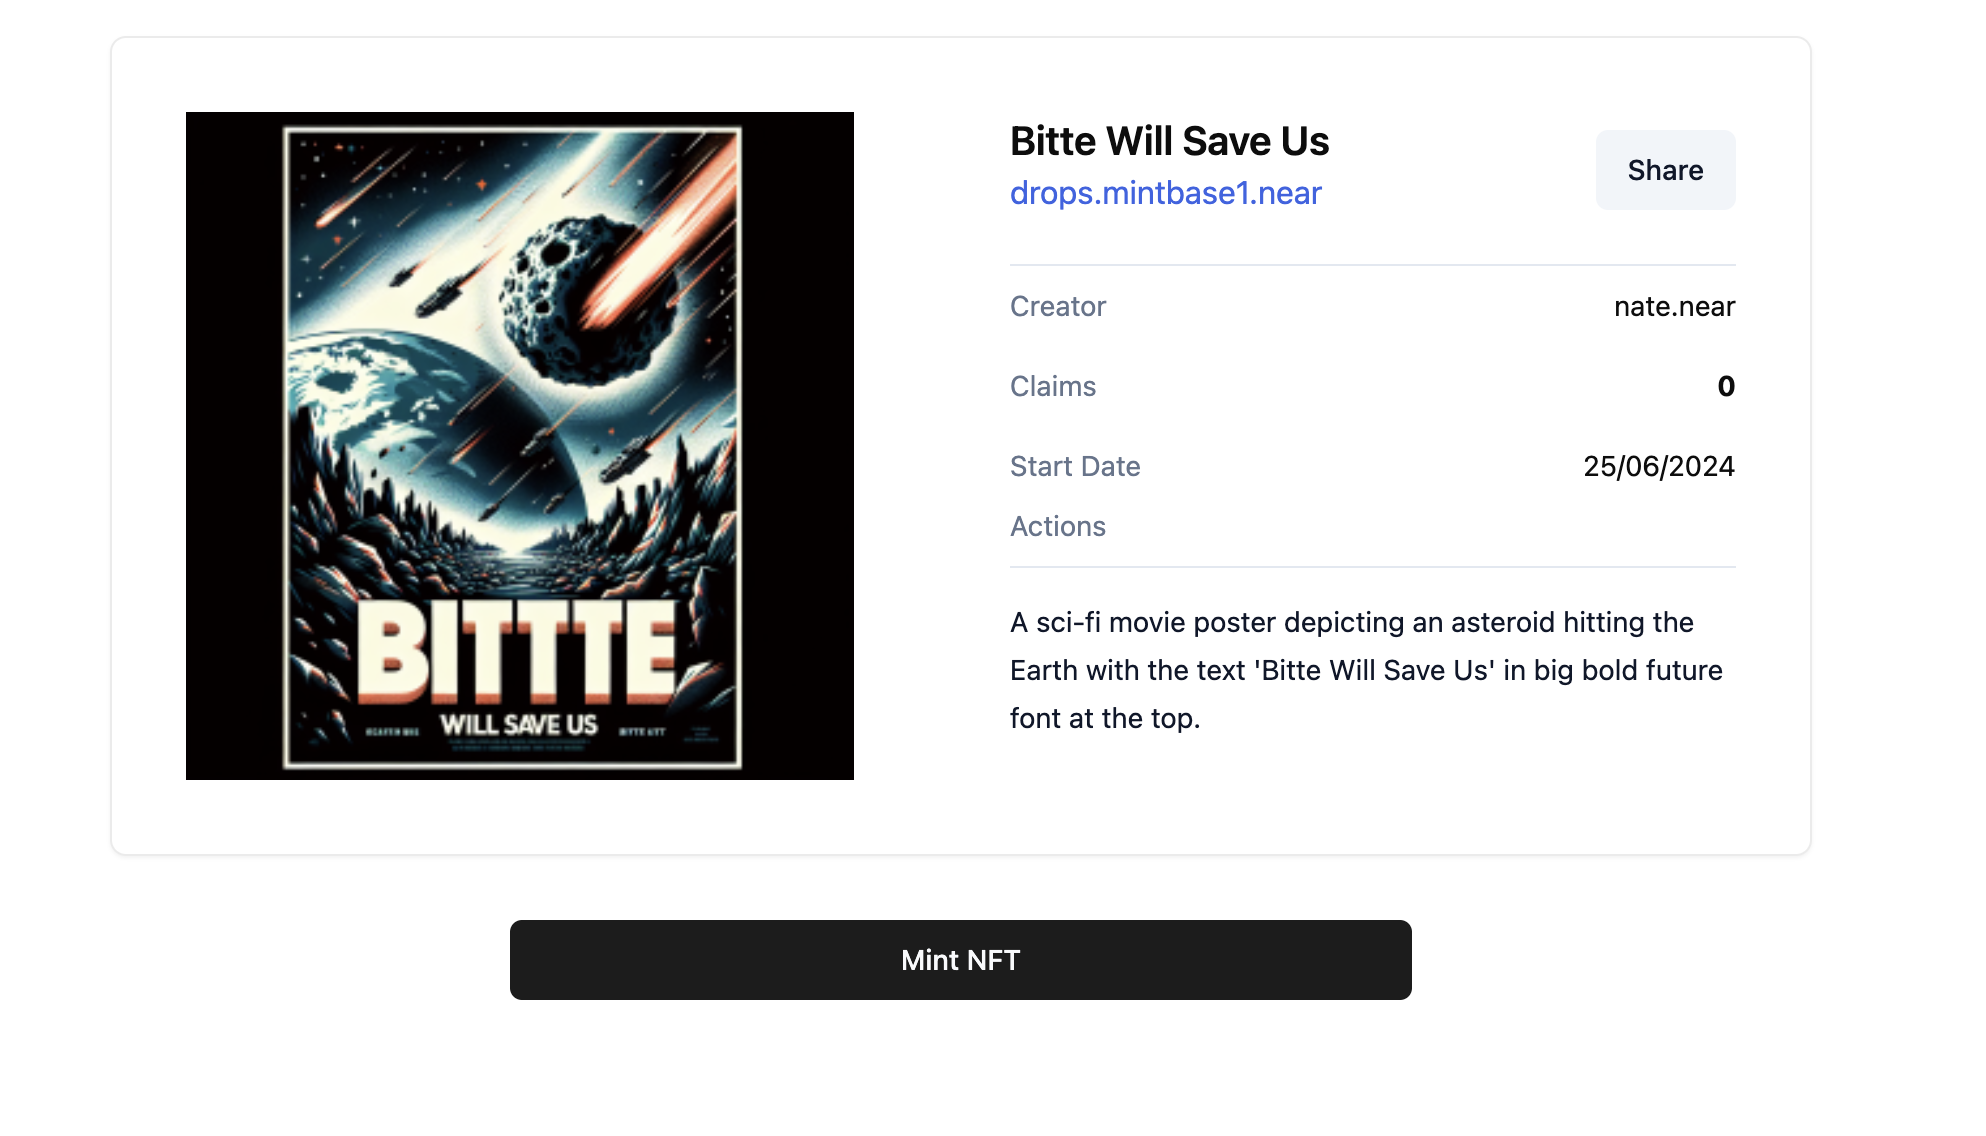 BITTTE
WILL SAVE US
Bitte Will Save Us
drops.mintbase1.near
Share
Creator
nate.near
Claims
0
Start Date
25/06/2024
Actions
A sci-fi movie poster depicting an asteroid hitting the
Earth with the text 'Bitte Will Save Us' in big bold future
font at the top.
Mint NFT